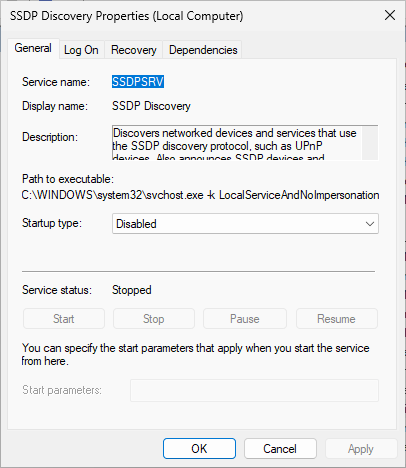 SSDP Discovery Properties (Local Computer)
General Log On Recovery Dependencies
Service name: SSDPSRV
Display name: SSDP Discovery
Description: Discovers networked devices and services that use
the SSDP discovery protocol, such as UPnP
devices. Also announces SSDP devices and
Path to executable:
C:\WINDOWS\system32\svchost.exe -k LocalServiceAndNoImpersonation
Startup type: Disabled
Service status: Stopped
Start Stop Pause Resume
You can specify the start parameters that apply when you start the service
from here.
Start parameters:
OK Cancel Apply